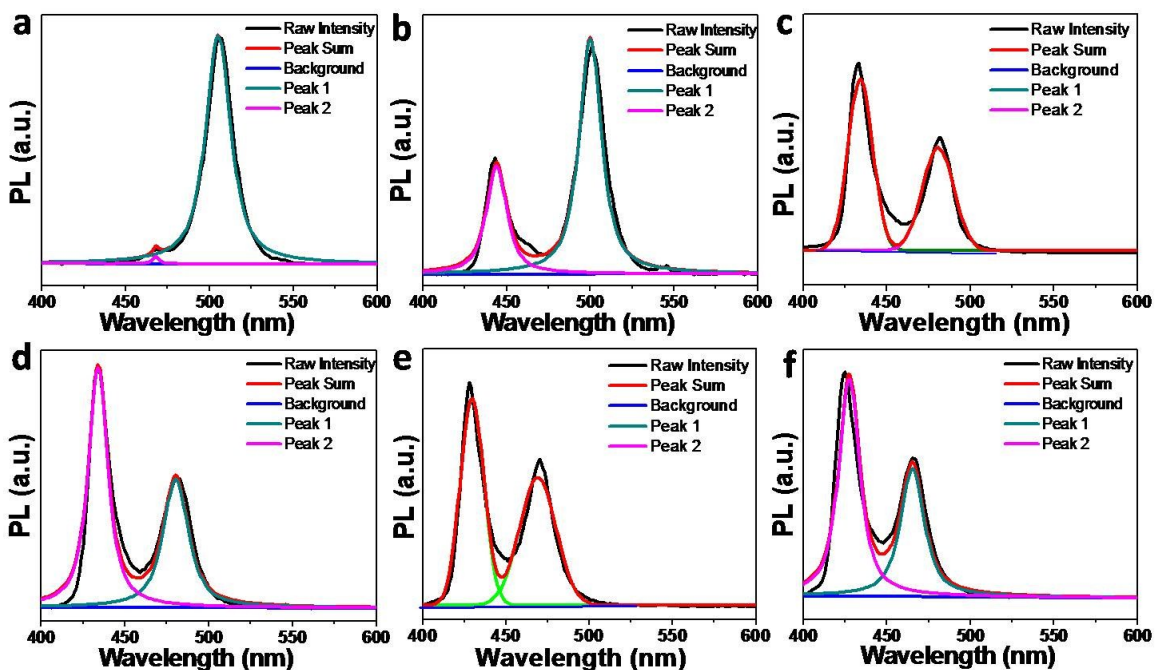 a
Raw Intensity
Peak Sum
Background
Peak 1
Peak 2
PL (a.u.)
400 450 500 550 600
Wavelength (nm)
b
Raw Intensity
Peak Sum
Background
Peak 1
Peak 2
PL (a.u.)
400 450 500 550 600
Wavelength (nm)
c
Raw Intensity
Peak Sum
Background
Peak 1
Peak 2
PL (a.u.)
400 450 500 550 600
Wavelength (nm)
d
Raw Intensity
Peak Sum
Background
Peak 1
Peak 2
PL (a.u.)
400 450 500 550 600
Wavelength (nm)
e
Raw Intensity
Peak Sum
Background
Peak 1
Peak 2
PL (a.u.)
400 450 500 550 600
Wavelength (nm)
f
Raw Intensity
Peak Sum
Background
Peak 1
Peak 2
PL (a.u.)
400 450 500 550 600
Wavelength (nm)